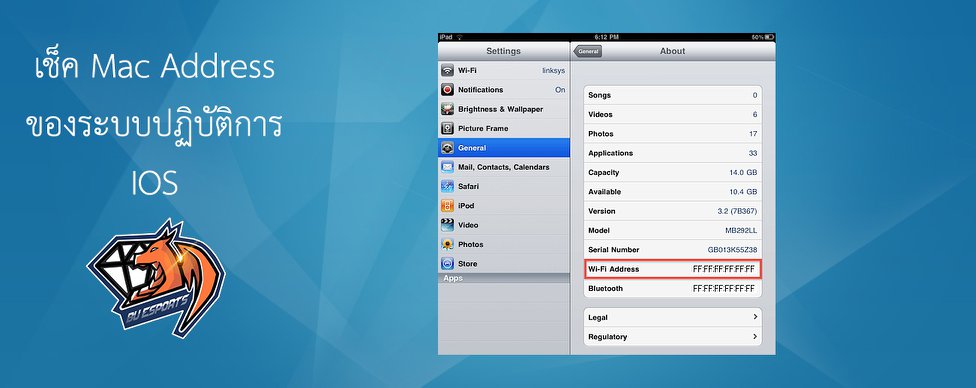 เช็ค Mac Address
ของระบบปฏิบัติการ
IOS
BU ESPORTS
iPad 6:12 PM 50%
Settings
Wi-Fi linksys
Notifications On
Brightness & Wallpaper
Picture Frame
General
Mail, Contacts, Calendars
Safari
iPod
Video
Photos
Store
Apps
General About
Songs 0
Videos 6
Photos 17
Applications 33
Capacity 14.0 GB
Available 10.4 GB
Version 3.2 (7B367)
Model MB292LL
Serial Number GB013K55Z38
Wi-Fi Address FF:FF:FF:FF:FF:FF
Bluetooth FF:FF:FF:FF:FF:FF
Legal
Regulatory